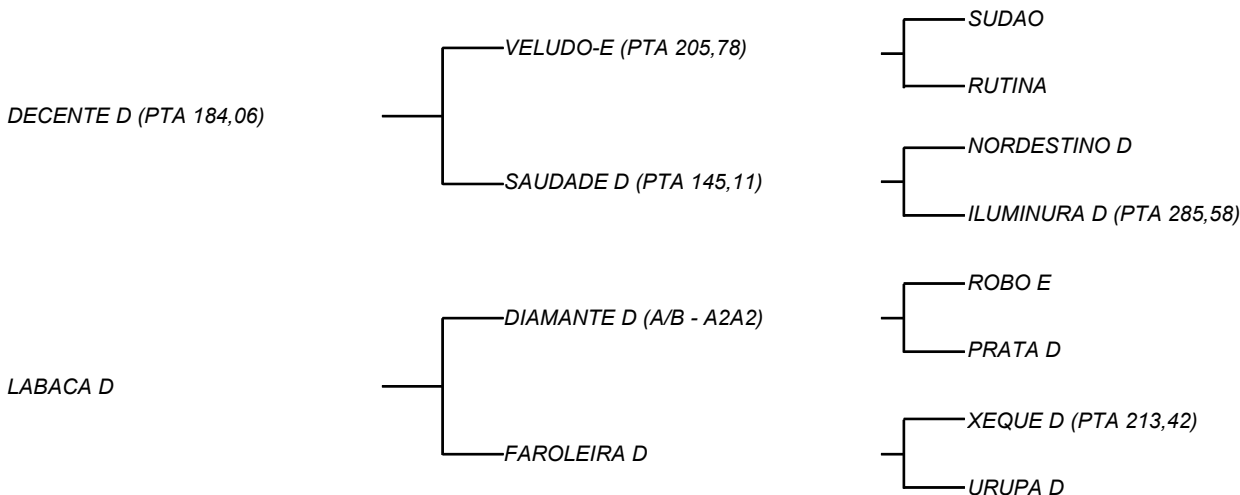 SUDAO
VELUDO-E (PTA 205,78)
RUTINA
DECENTE D (PTA 184,06)
NORDESTINO D
SAUDADE D (PTA 145,11)
ILUMINURA D (PTA 285,58)
ROBO E
DIAMANTE D (A/B - A2A2)
PRATA D
LABACA D
XEQUE D (PTA 213,42)
FAROLEIRA D
URUPA D